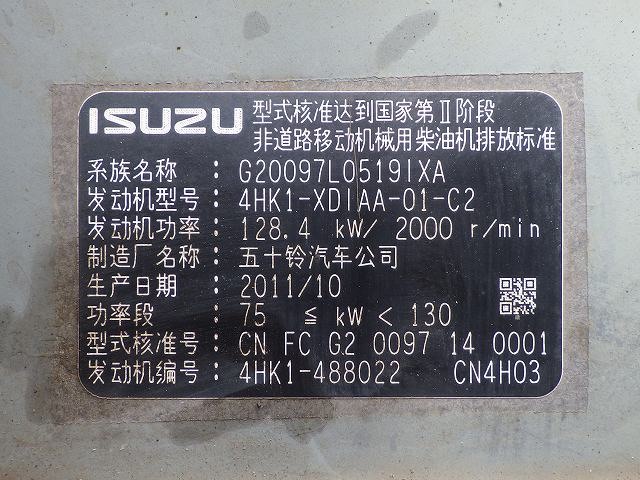 ISUZU 型式核准达到国家第Ⅱ阶段
非道路移动机械用柴油机排放标准
系族名称 : G20097L0519IXA
发动机型号: 4HK1-XDIAA-01-C2
发动机功率: 128.4 kW/ 2000 r/min
制造厂名称: 五十铃汽车公司
生产日期 : 2011/10
功率段 : 75 ≦ kW < 130
型式核准号: CN FC G2 0097 14 0001
发动机编号: 4HK1-488022 CN4H03